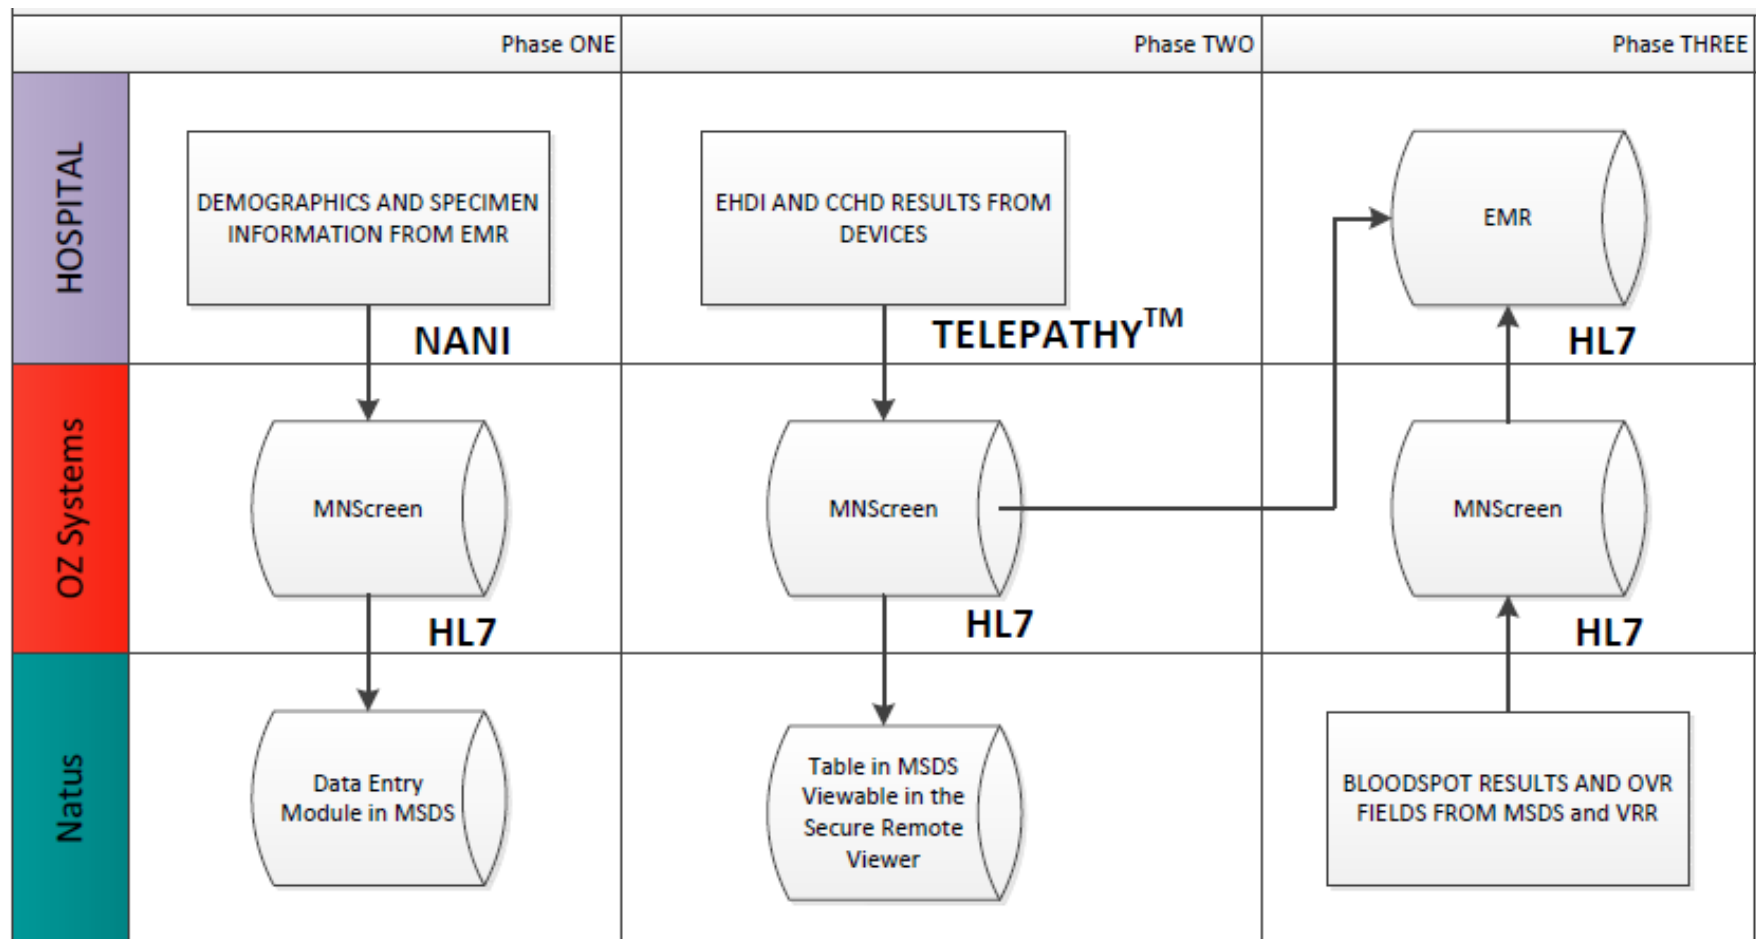 Phase ONE
Phase TWO
Phase THREE
HOSPITAL
DEMOGRAPHICS AND SPECIMEN
INFORMATION FROM EMR
NANI
EHDI AND CCHD RESULTS FROM
DEVICES
TELEPATHY™
EMR
HL7
OZ Systems
MNScreen
HL7
MNScreen
HL7
MNScreen
HL7
Natus
Data Entry
Module in MSDS
Table in MSDS
Viewable in the
Secure Remote
Viewer
BLOODSPOT RESULTS AND OVR
FIELDS FROM MSDS and VRR